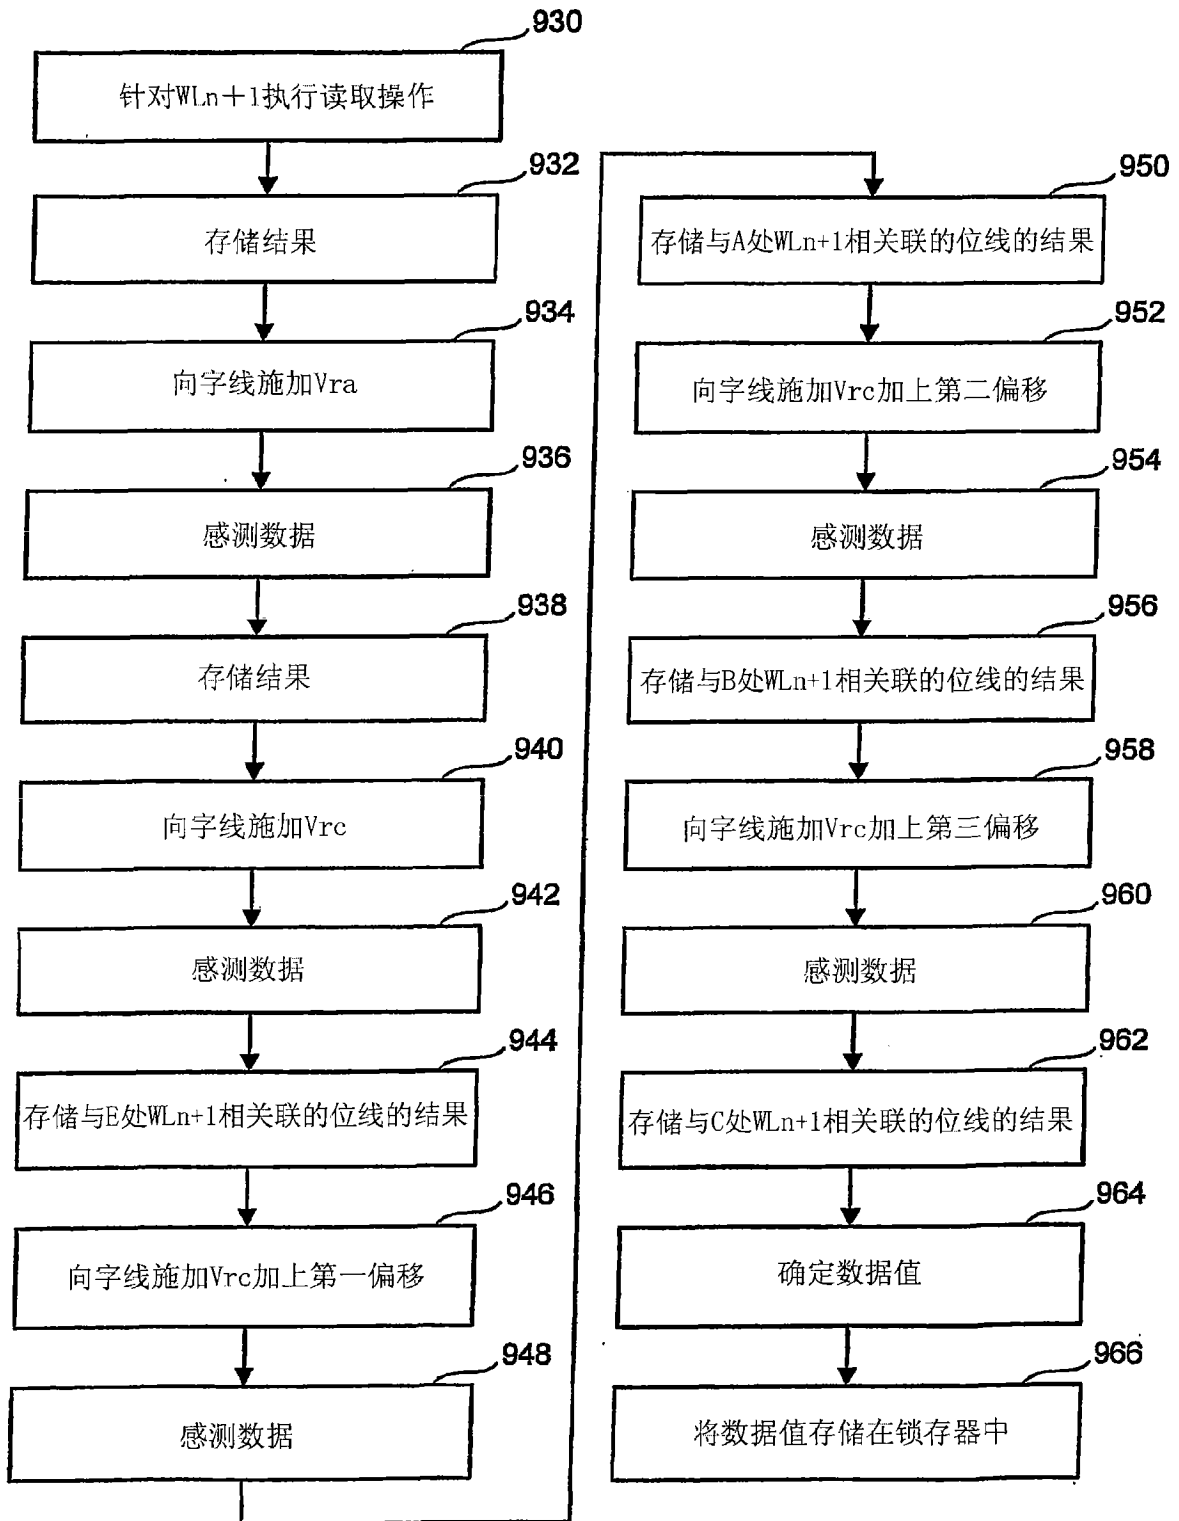 930
针对WLn＋1执行读取操作
932
存储结果
934
向字线施加Vra
936
感测数据
938
存储结果
940
向字线施加Vrc
942
感测数据
944
存储与E处WLn+1相关联的位线的结果
946
向字线施加Vrc加上第一偏移
948
感测数据
950
存储与A处WLn+1相关联的位线的结果
952
向字线施加Vrc加上第二偏移
954
感测数据
956
存储与B处WLn+1相关联的位线的结果
958
向字线施加Vrc加上第三偏移
960
感测数据
962
存储与C处WLn+1相关联的位线的结果
964
确定数据值
966
将数据值存储在锁存器中